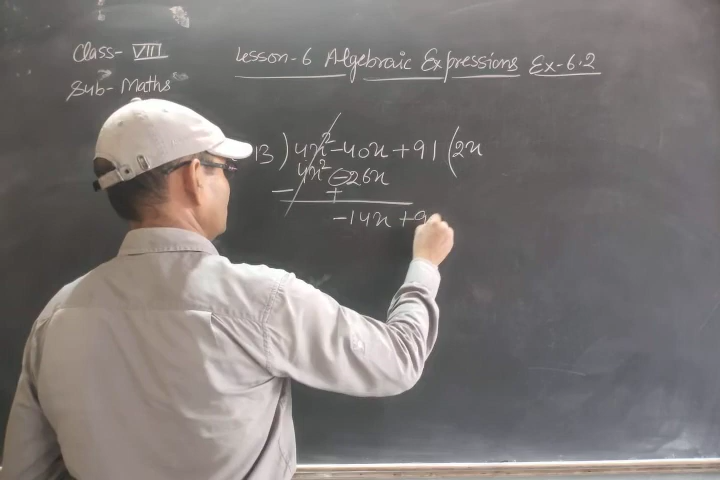 Class- VIII
Lesson-6 Algebraic Expressions Ex-6.2
Sub- Maths
13 ) 4x² - 40x + 91 ( 2x
4x² - 26x
- +
-14x + 9